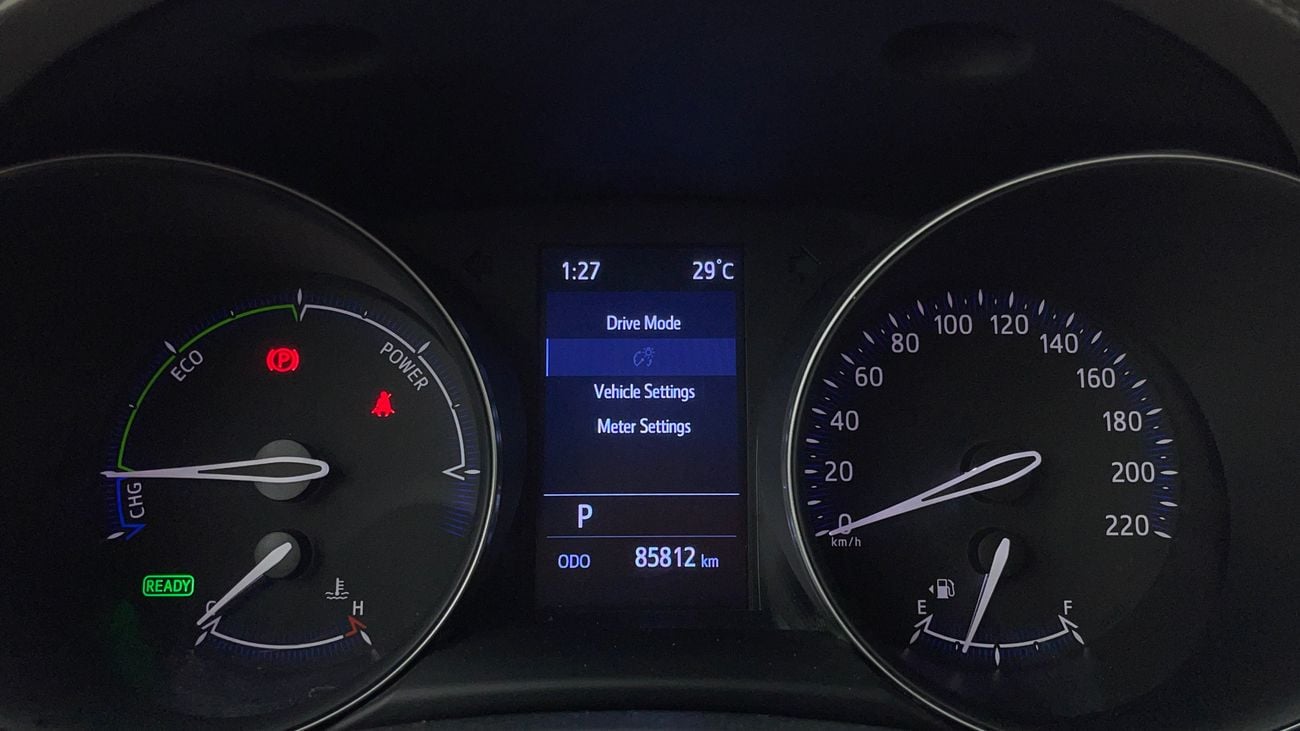 1:27 29°C
Drive Mode
Vehicle Settings
Meter Settings
P
ODO 85812 km
ECO
POWER
CHG
P
READY
C
H
0
20
40
60
80
100
120
140
160
180
200
220
km/h
E
F